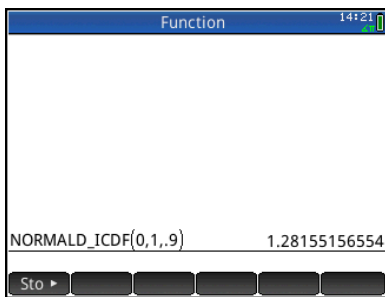 Function 14:21
NORMALD_ICDF(0,1,.9) 1.28155156554
Sto ▸